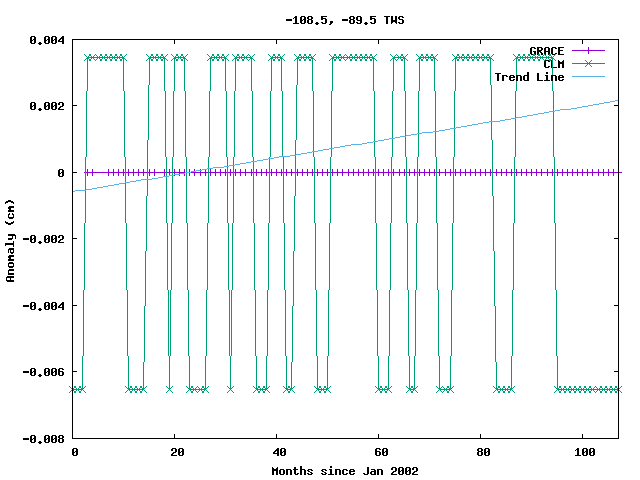 -108.5, -89.5 TWS
0.004
0.002
0
-0.002
-0.004
-0.006
-0.008
Anomaly (cm)
GRACE
CLM
Trend Line
0 20 40 60 80 100
Months since Jan 2002